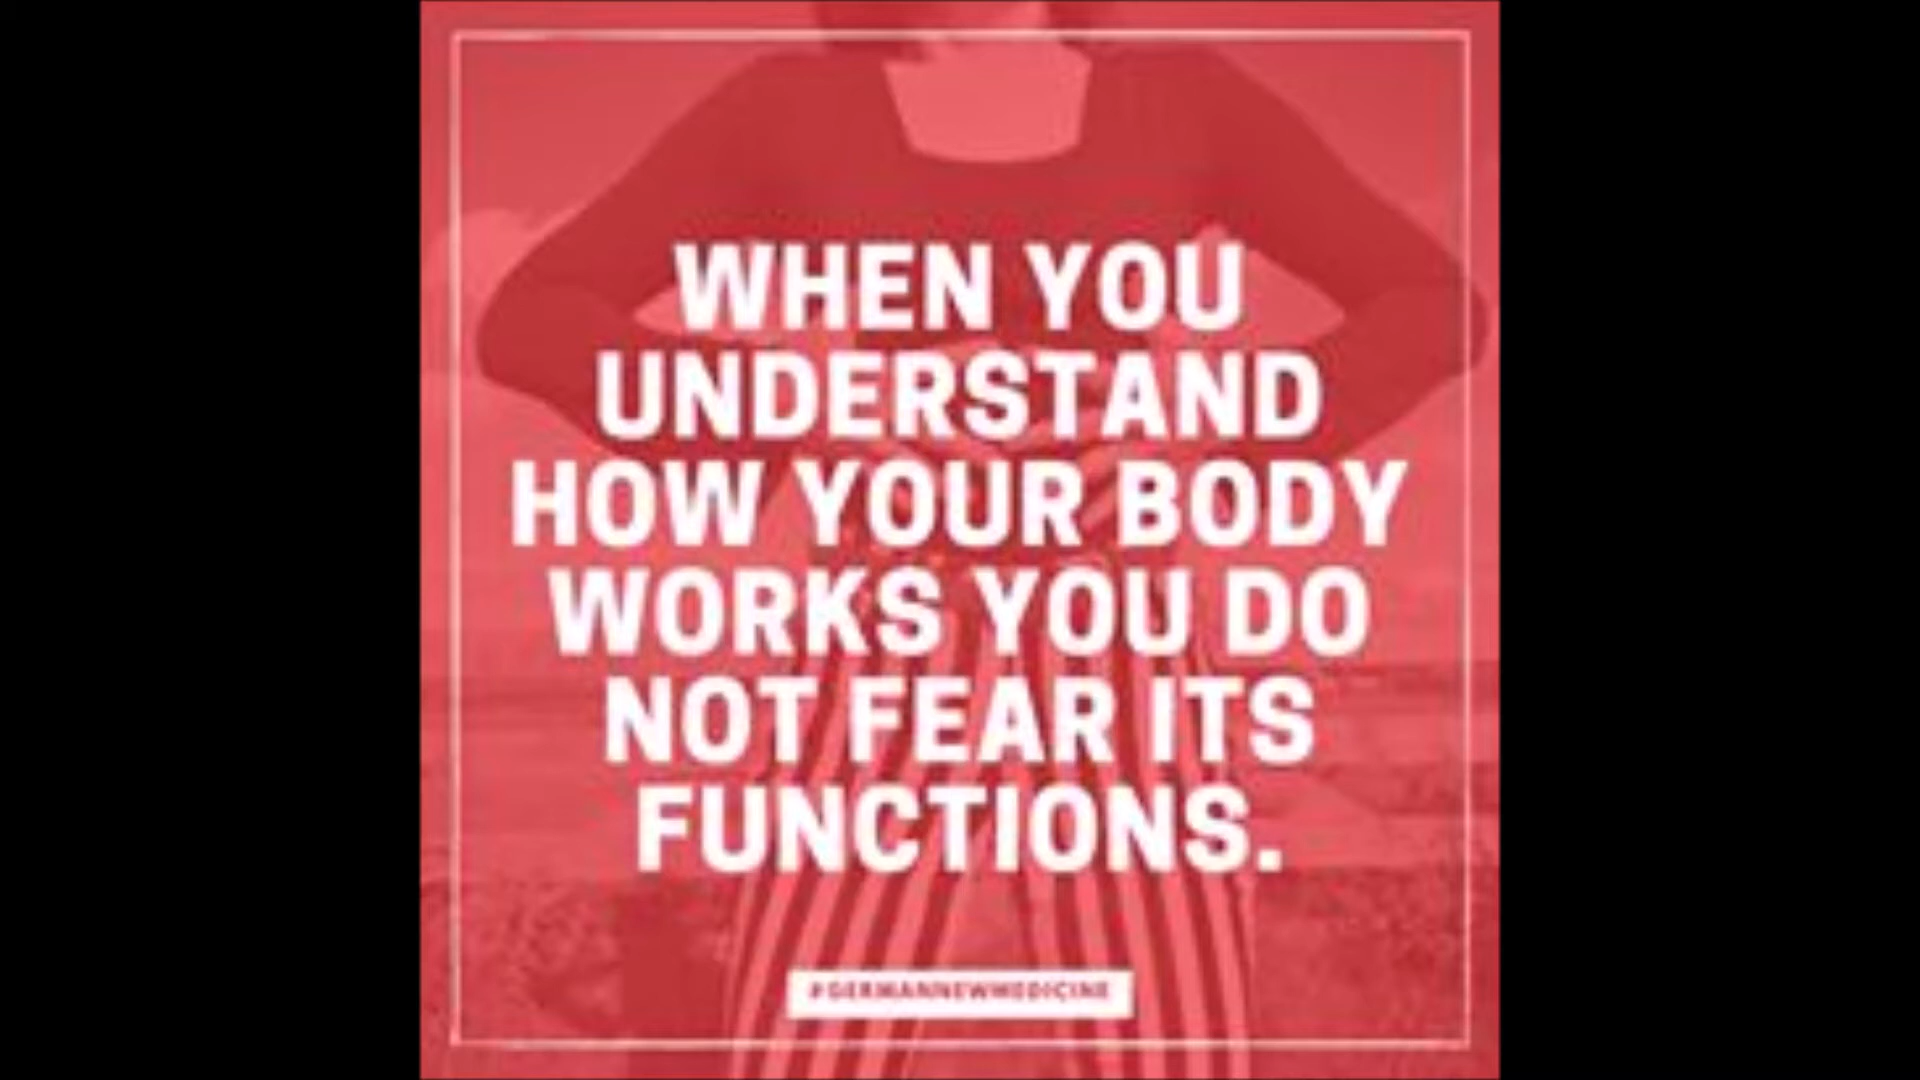 WHEN YOU
UNDERSTAND
HOW YOUR BODY
WORKS YOU DO
NOT FEAR ITS
FUNCTIONS.
#GERMANNEWMEDICINE